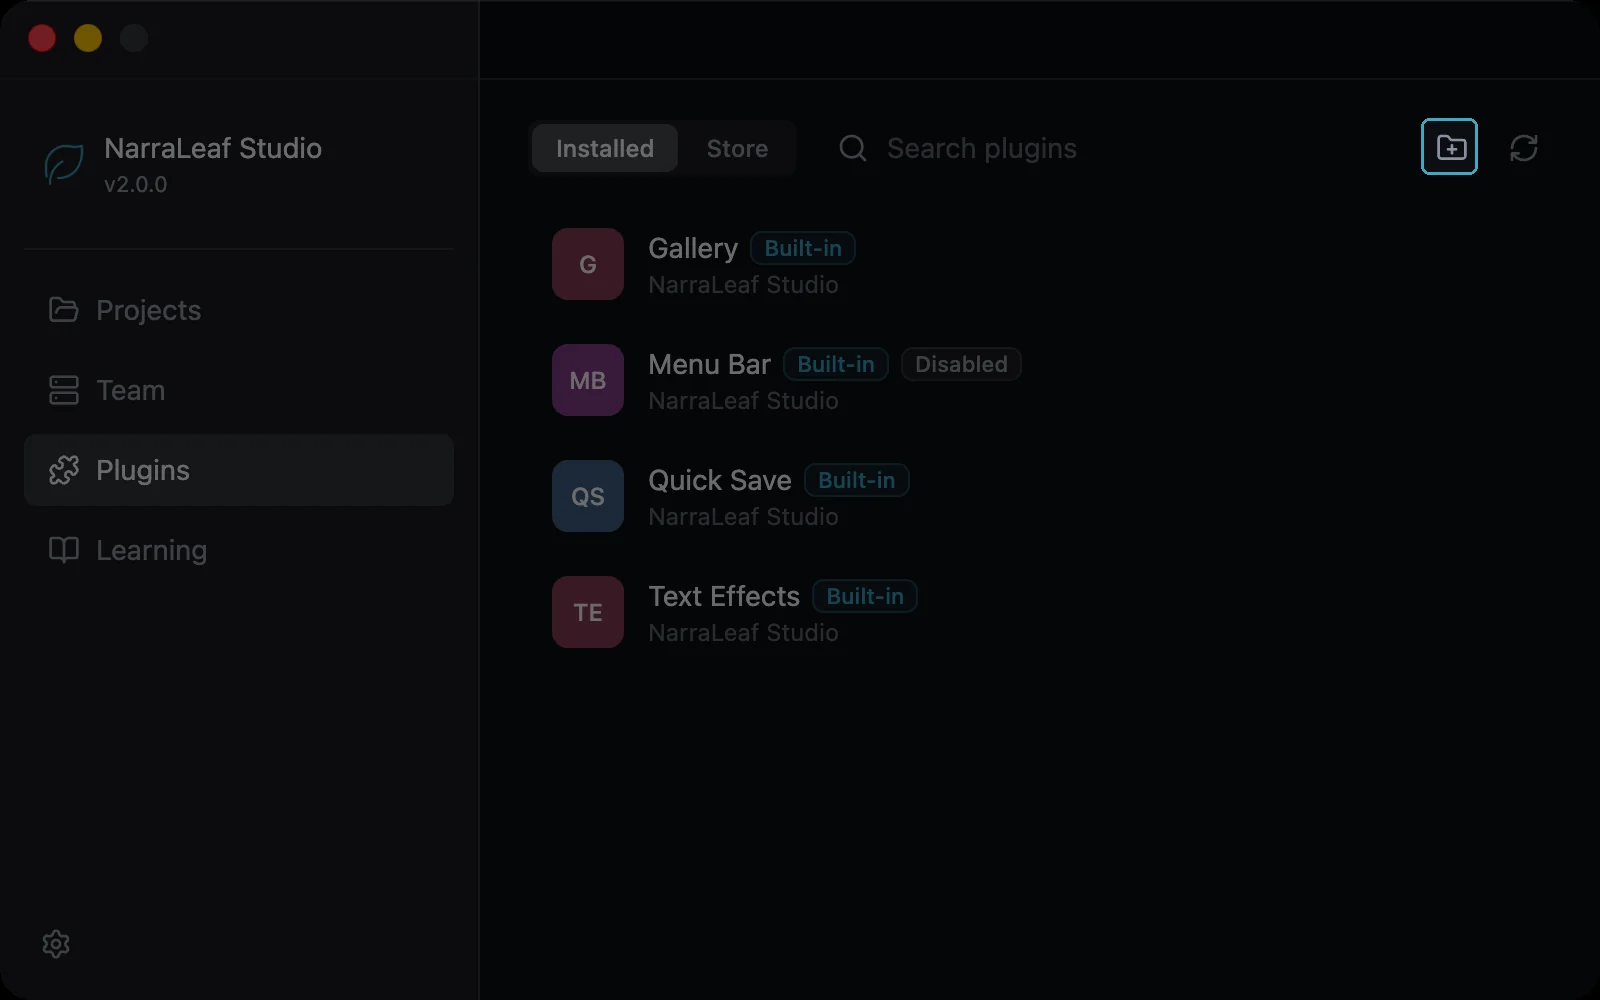 NarraLeaf Studio
v2.0.0
Projects
Team
Plugins
Learning
Installed
Store
Search plugins
G
Gallery
Built-in
NarraLeaf Studio
MB
Menu Bar
Built-in
Disabled
NarraLeaf Studio
QS
Quick Save
Built-in
NarraLeaf Studio
TE
Text Effects
Built-in
NarraLeaf Studio